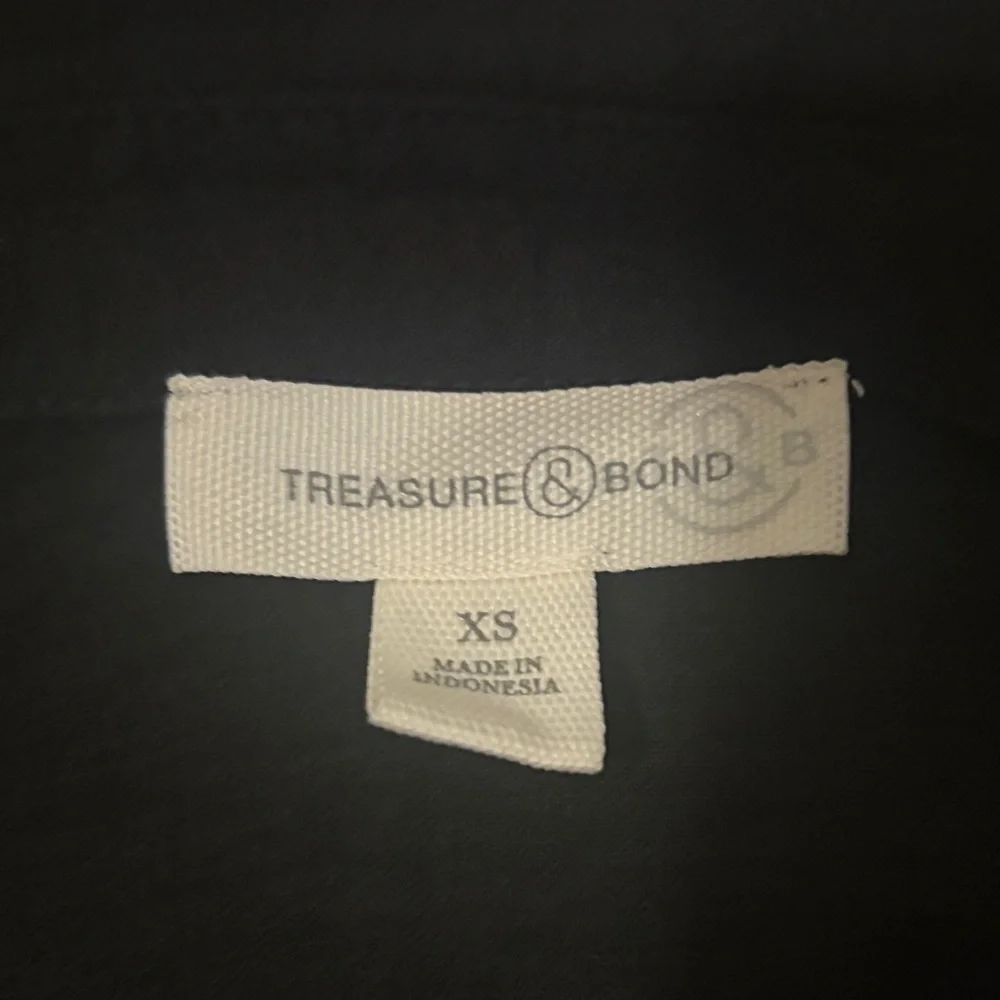 TREASURE & BOND
& B
XS
MADE IN
INDONESIA